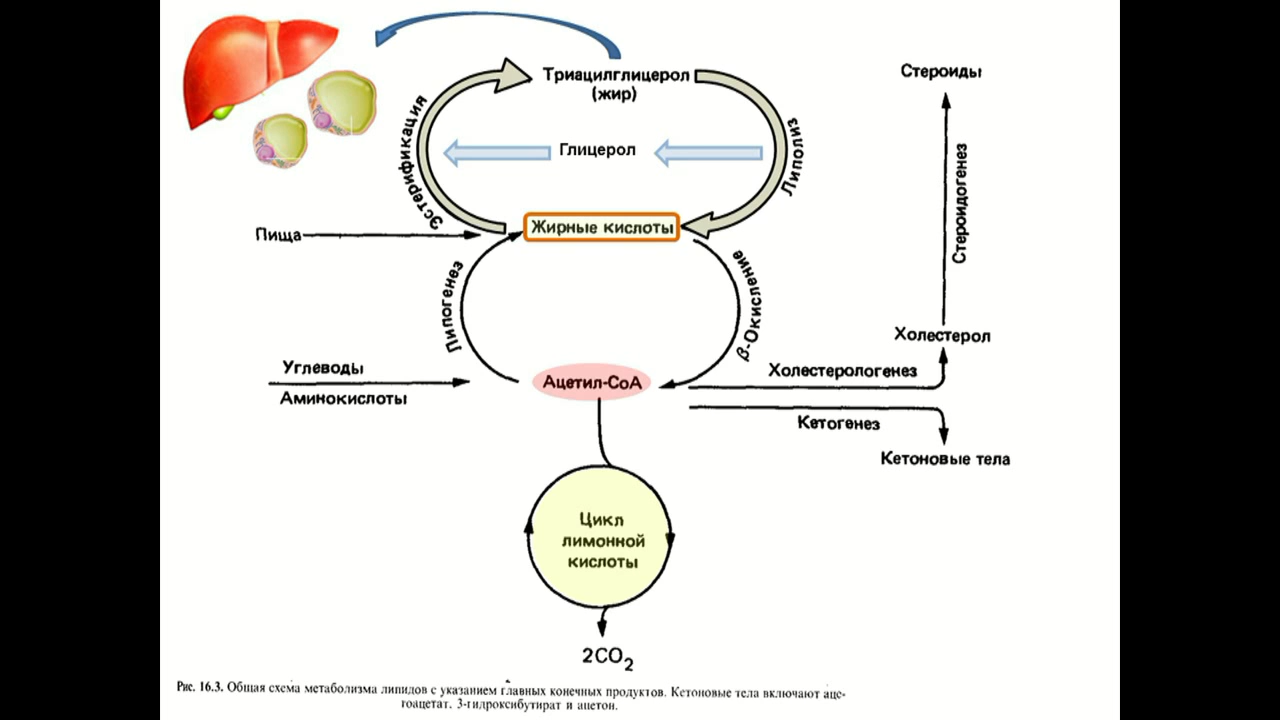 Триацилглицерол
(жир)
Стероиды
Эстерификация
Глицерол
Липолиз
Стероидогенез
Пища
Жирные кислоты
Липогенез
β-Окисление
Холестерол
Углеводы
Аминокислоты
Ацетил-CoA
Холестерологенез
Кетогенез
Кетоновые тела
Цикл
лимонной
кислоты
2CO₂
Рис. 16.3. Общая схема метаболизма липидов с указанием главных конечных продуктов. Кетоновые тела включают аце-
тоацетат, 3-гидроксибутират и ацетон.